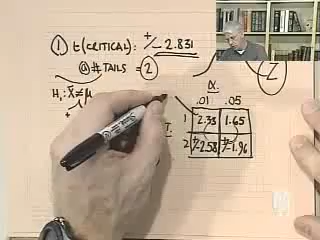 ① t(CRITICAL): +/- 2.831
ⓐ # TAILS = ②
Z
H₁: X̄≠μ
α
.01 .05
T.
1 2.33 1.65
2 +/-2.58 +/-1.96
Sharpie